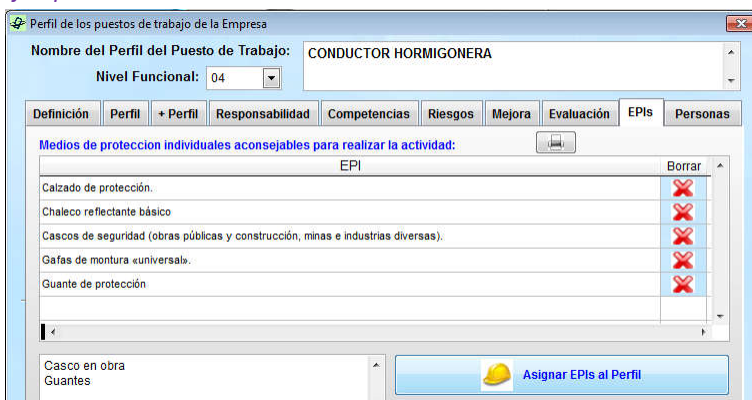 Perfil de los puestos de trabajo de la Empresa
Nombre del Perfil del Puesto de Trabajo: CONDUCTOR HORMIGONERA
Nivel Funcional: 04
Definición Perfil + Perfil Responsabilidad Competencias Riesgos Mejora Evaluación EPIs Personas
Medios de proteccion individuales aconsejables para realizar la actividad:
EPI Borrar
Calzado de protección.
Chaleco reflectante básico
Cascos de seguridad (obras públicas y construcción, minas e industrias diversas).
Gafas de montura «universal».
Guante de protección
Casco en obra
Guantes
Asignar EPIs al Perfil